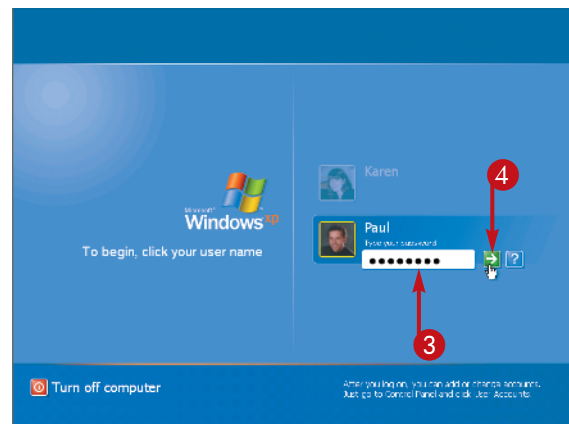 Karen
4
Microsoft
Windows xp
Paul
Type your password
To begin, click your user name
?
3
Turn off computer
After you log on, you can add or change accounts.
Just go to Control Panel and click User Accounts.